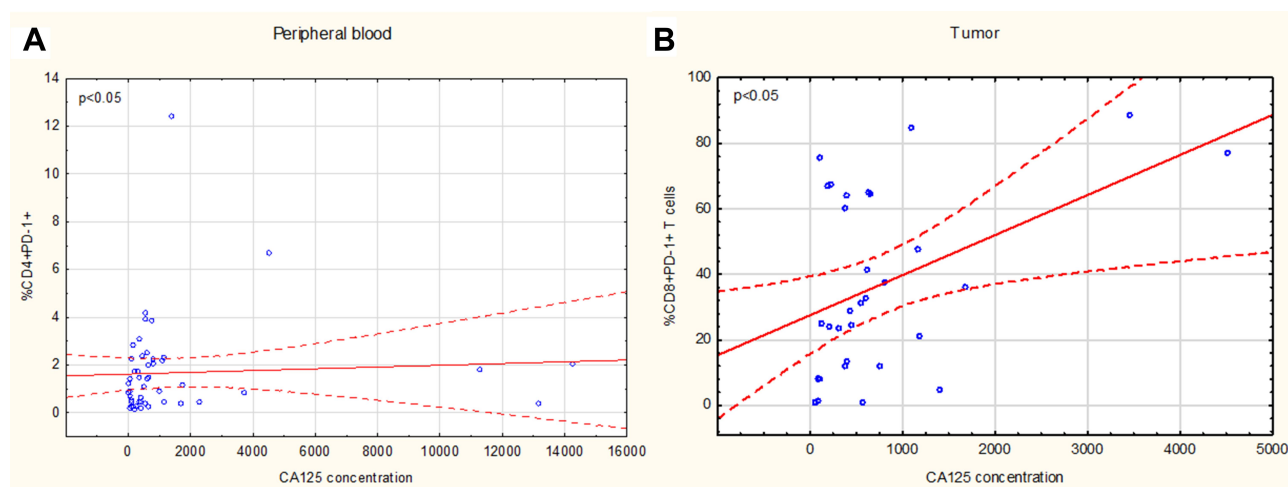 A
Peripheral blood
14
12
10
8
6
4
2
0
%CD4+PD-1+
p<0.05
0 2000 4000 6000 8000 10000 12000 14000 16000
CA125 concentration
B
Tumor
100
80
60
40
20
0
%CD8+PD-1+ T cells
p<0.05
0 1000 2000 3000 4000 5000
CA125 concentration